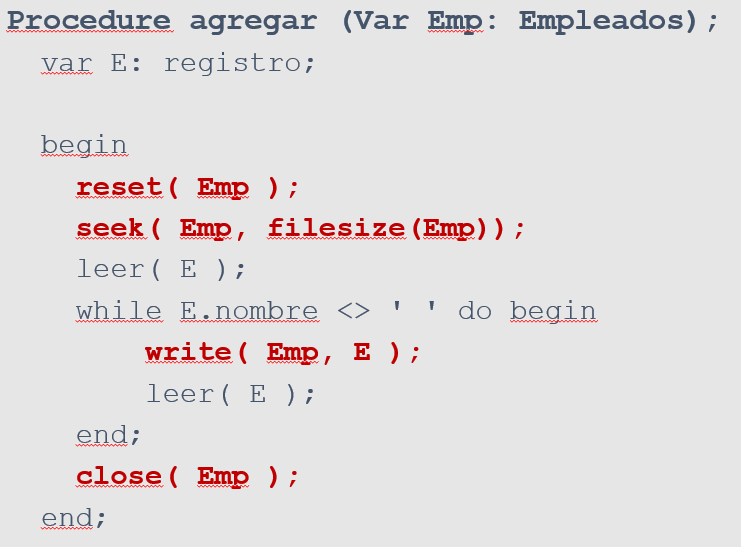 Procedure agregar (Var Emp: Empleados);
var E: registro;
begin
reset( Emp );
seek( Emp, filesize(Emp));
leer( E );
while E.nombre <> ' ' do begin
write( Emp, E );
leer( E );
end;
close( Emp );
end;